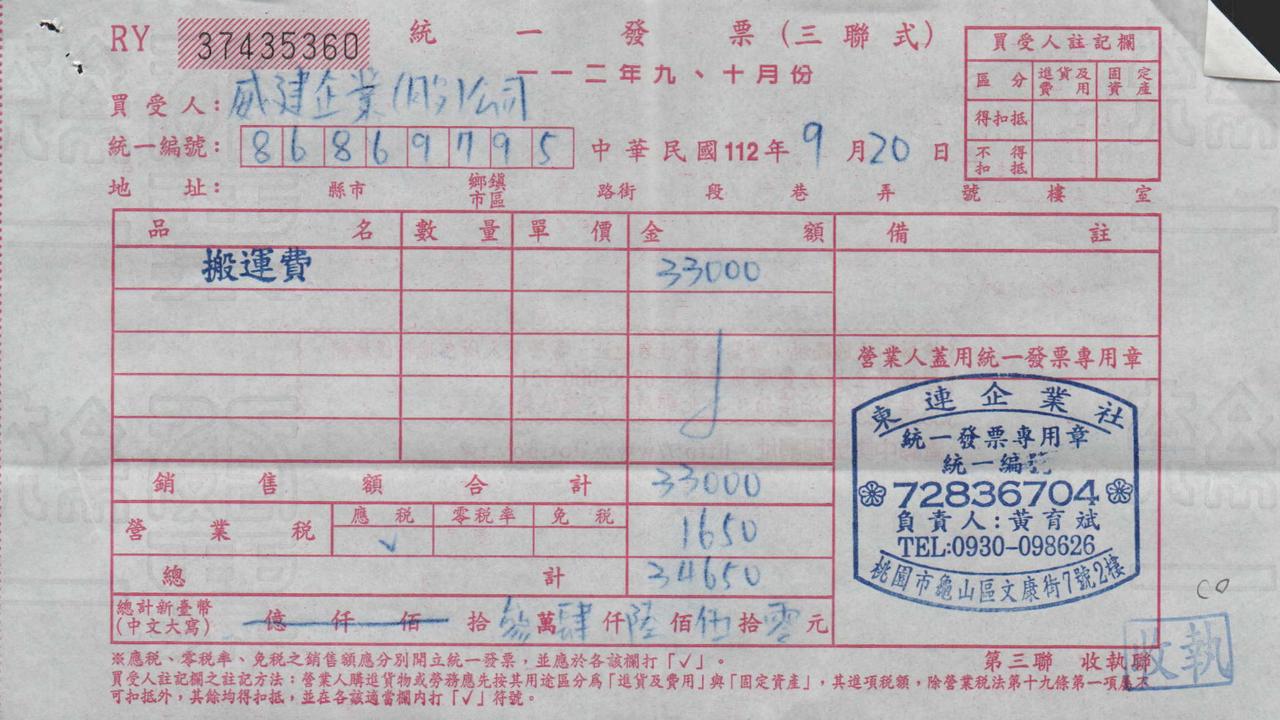 RY 37435360 統一發票(三聯式)
一一二年九、十月份
買受人註記欄
區分 進貨及費用 固定資產
得扣抵
不得扣抵
買受人: 威建企業(股)公司
統一編號: 86869795 中華民國112年9月20日
地址: 縣市 鄉鎮市區 路街 段 巷 弄 號 樓 室
品名 數量 單價 金額 備註
搬運費 33000
營業人蓋用統一發票專用章
東連企業社
統一發票專用章
統一編號
72836704
負責人:黃育斌
TEL:0930-098626
桃園市龜山區文康街7號2樓
銷售額合計 33000
營業稅 應稅 ✓ 零稅率 免稅 1650
總計 34650
總計新臺幣(中文大寫) 億 仟 佰 拾 參 萬 肆 仟 陸 佰 伍 拾 零 元
※應稅、零稅率、免稅之銷售額應分別開立統一發票,並應於各該欄打「✓」。
第三聯 收執聯
收執
買受人註記欄之註記方法:營業人購進貨物或勞務應先按其用途區分為「進貨及費用」與「固定資產」,其進項稅額,除營業稅法第十九條第一項屬不
可扣抵外,其餘均得扣抵,並在各該適當欄內打「✓」符號。